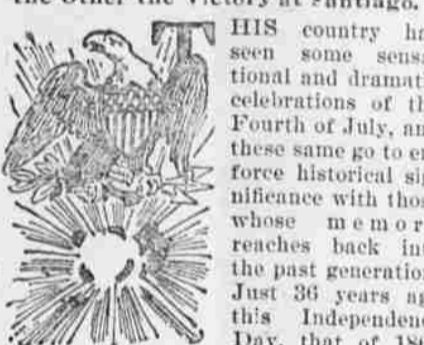 the Other the Victory at Santiago.
THIS country ha
seen some sensa
tional and dramati
celebrations of th
Fourth of July, an
these same go to en
force historical sig
nificance with thos
whose memor
reaches back int
the past generation
Just 36 years ag
this Independenc
Day, that of 186